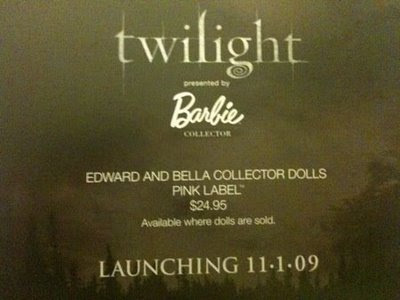 twilight
presented by
Barbie
COLLECTOR
EDWARD AND BELLA COLLECTOR DOLLS
PINK LABEL™
$24.95
Available where dolls are sold.
LAUNCHING 11·1·09